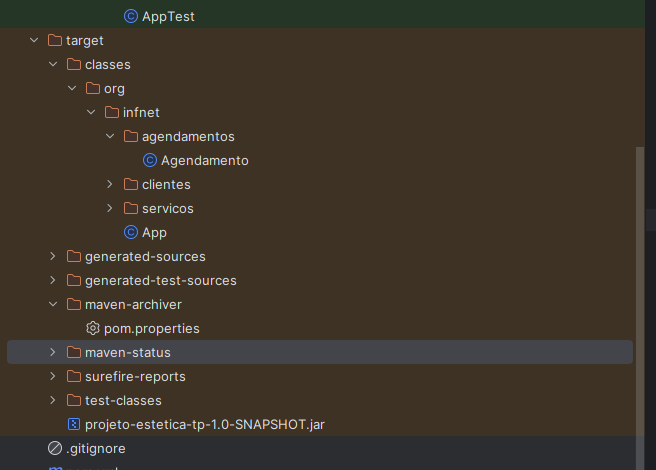 AppTest
target
classes
org
infnet
agendamentos
Agendamento
clientes
servicos
App
generated-sources
generated-test-sources
maven-archiver
pom.properties
maven-status
surefire-reports
test-classes
projeto-estetica-tp-1.0-SNAPSHOT.jar
.gitignore